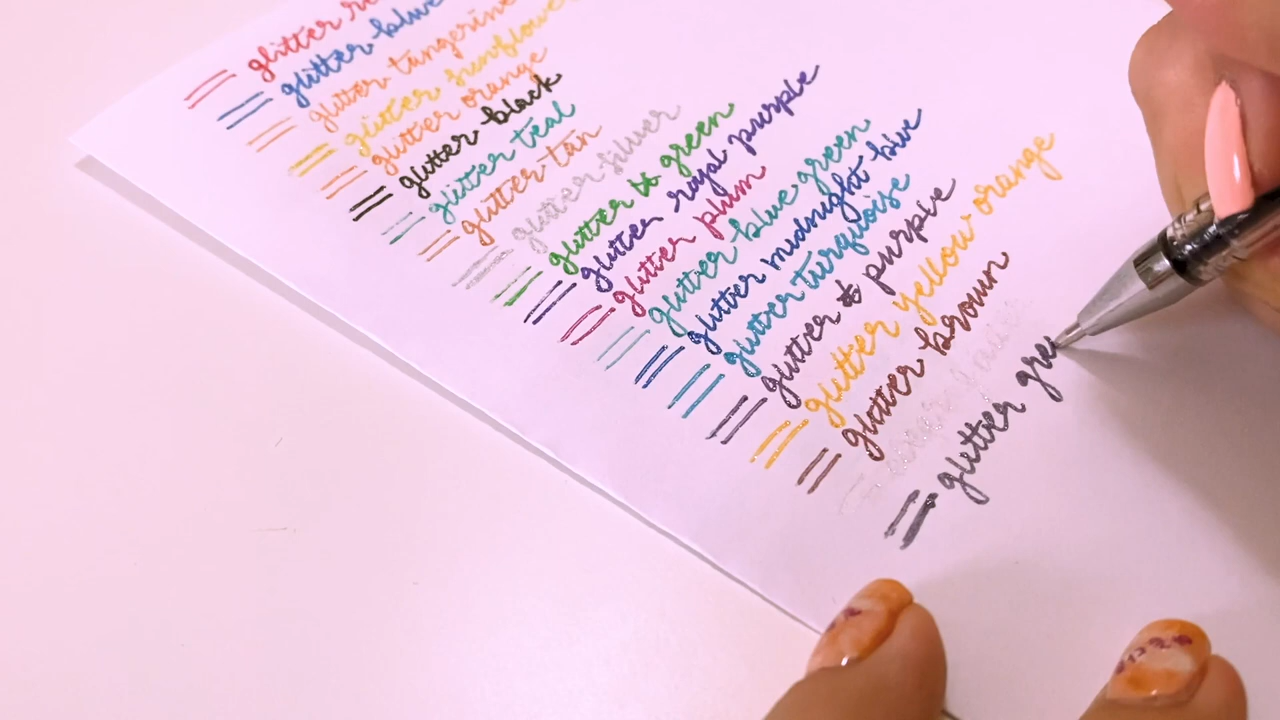 glitter re
glitter blue
glitter tangerine
glitter sunflower
glitter orange
glitter black
glitter teal
glitter tan
glitter silver
glitter lt green
glitter royal purple
glitter plum
glitter blue green
glitter midnight blue
glitter turquoise
glitter purple
glitter yellow orange
glitter brown
glitter gre